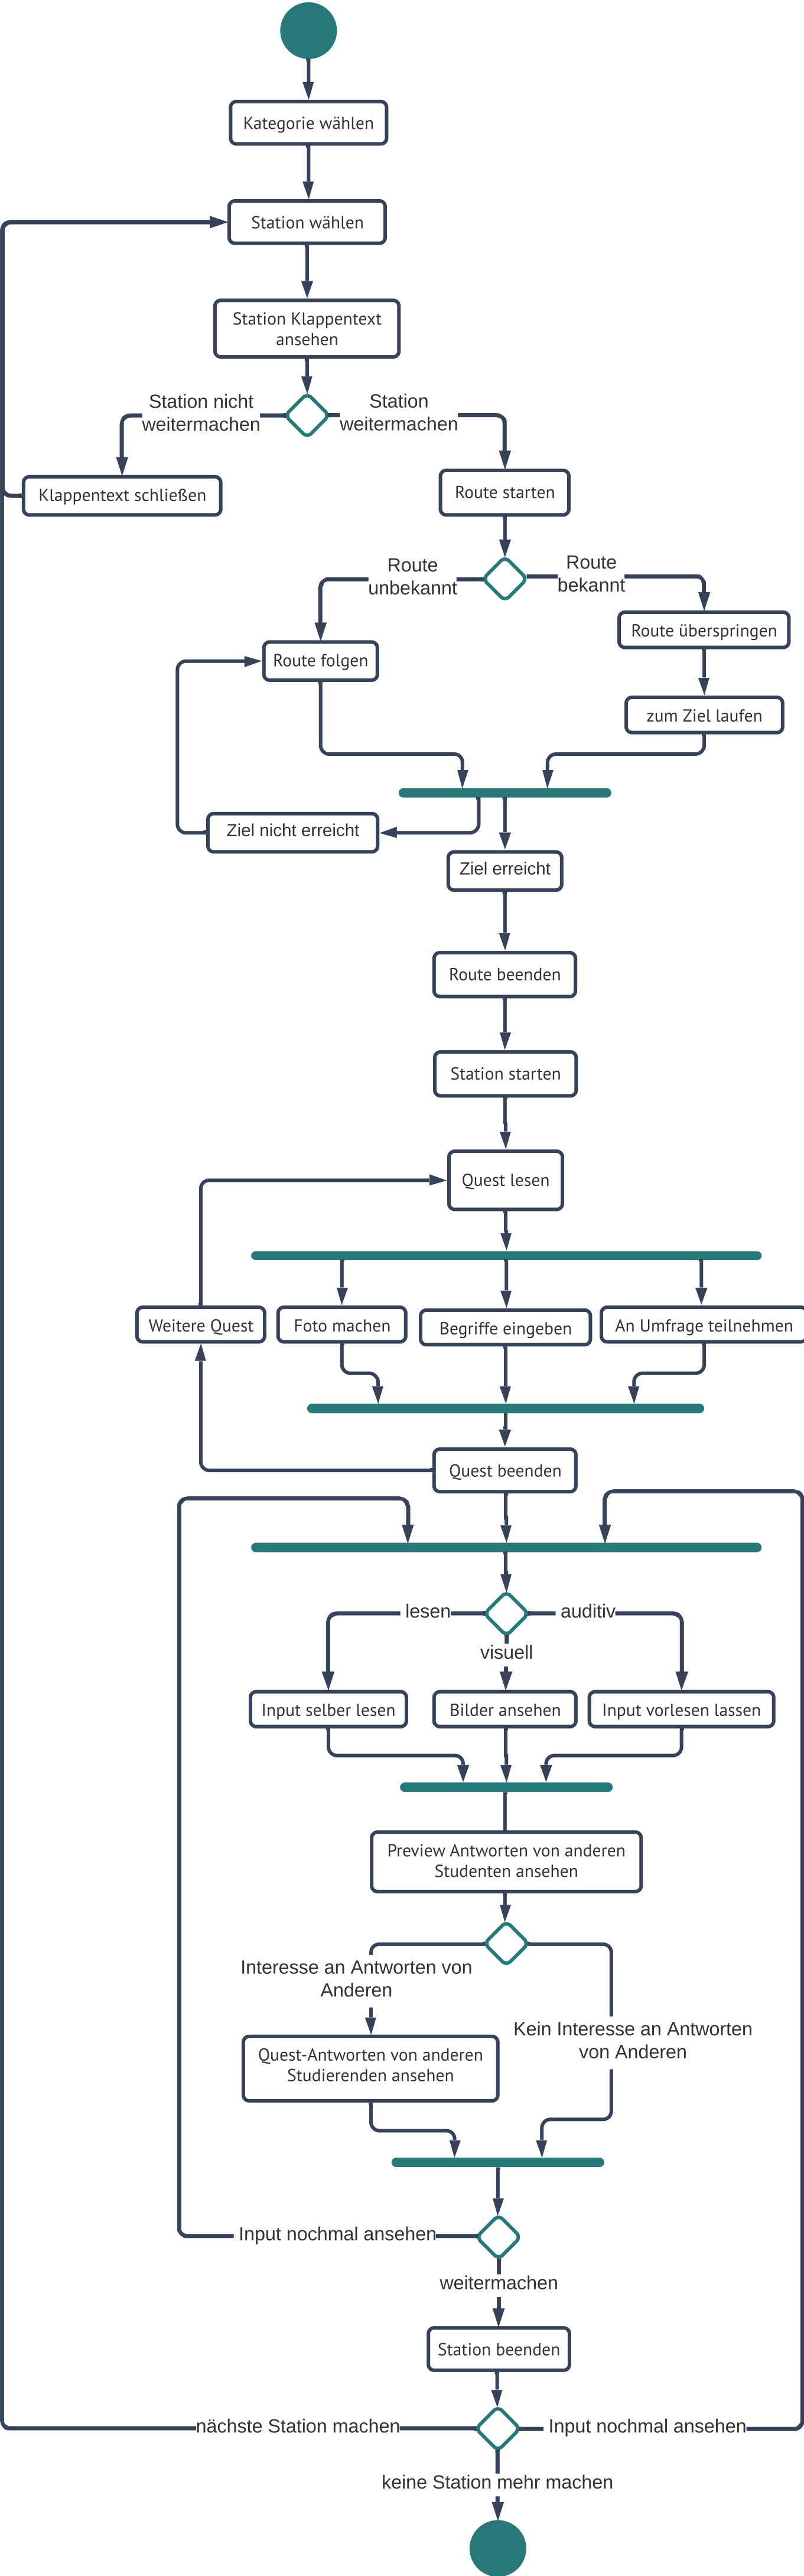 Kategorie wählen
Station wählen
Station Klappentext
ansehen
Station nicht
weitermachen
Station
weitermachen
Klappentext schließen
Route starten
Route
unbekannt
Route
bekannt
Route folgen
Route überspringen
zum Ziel laufen
Ziel nicht erreicht
Ziel erreicht
Route beenden
Station starten
Quest lesen
Weitere Quest
Foto machen
Begriffe eingeben
An Umfrage teilnehmen
Quest beenden
lesen
auditiv
visuell
Input selber lesen
Bilder ansehen
Input vorlesen lassen
Preview Antworten von anderen
Studenten ansehen
Interesse an Antworten von
Anderen
Kein Interesse an Antworten
von Anderen
Quest-Antworten von anderen
Studierenden ansehen
Input nochmal ansehen
weitermachen
Station beenden
nächste Station machen
Input nochmal ansehen
keine Station mehr machen